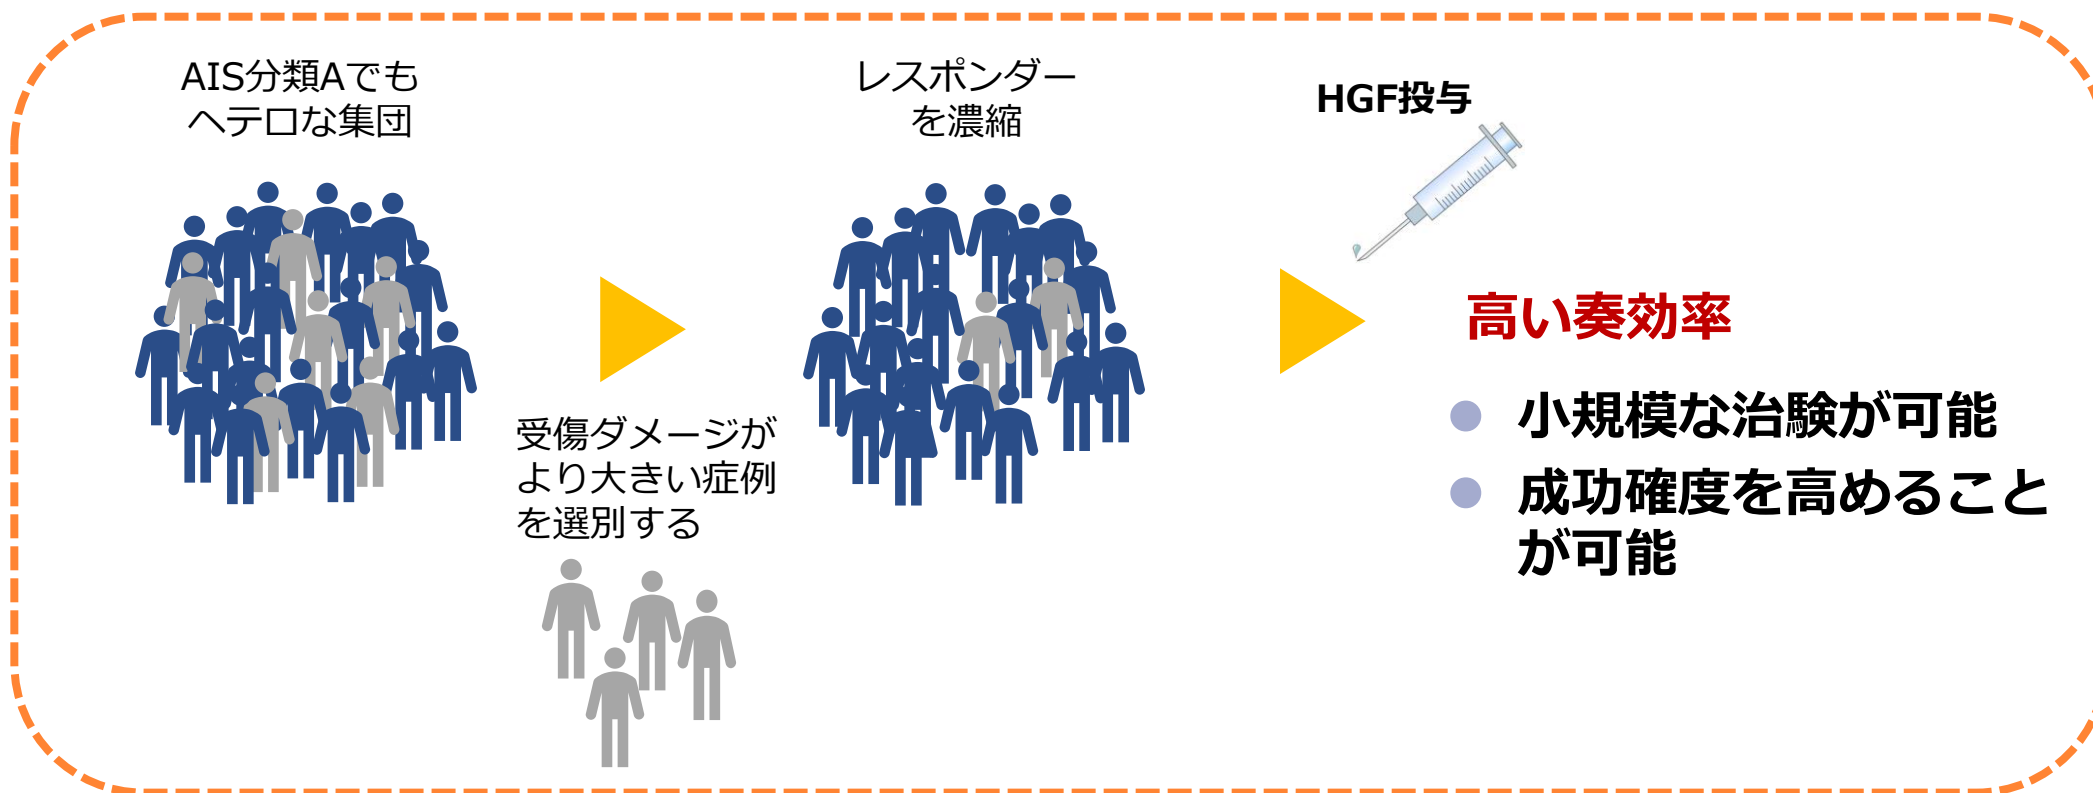 AIS分類Aでも
ヘテロな集団
レスポンダー
を濃縮
HGF投与
受傷ダメージが
より大きい症例
を選別する
高い奏効率
● 小規模な治験が可能
● 成功確度を高めること
が可能